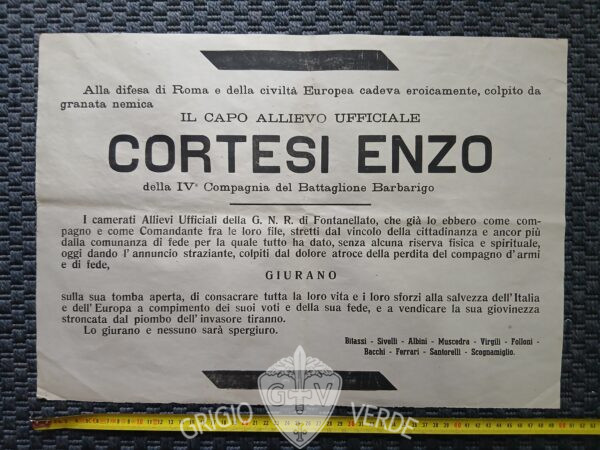 Alla difesa di Roma e della civiltà Europea cadeva eroicamente, colpito da
granata nemica
IL CAPO ALLIEVO UFFICIALE
CORTESI ENZO
della IVª Compagnia del Battaglione Barbarigo
I camerati Allievi Ufficiali della G. N. R. di Fontanellato, che già lo ebbero come com-
pagno e come Comandante fra le loro file, stretti dal vincolo della cittadinanza e ancor più
dalla comunanza di fede per la quale tutto ha dato, senza alcuna riserva fisica e spirituale,
oggi dando l'annuncio straziante, colpiti dal dolore atroce della perdita del compagno d'armi
e di fede,
GIURANO
sulla sua tomba aperta, di consacrare tutta la loro vita e i loro sforzi alla salvezza dell'Italia
e dell'Europa a compimento dei suoi voti e della sua fede, e a vendicare la sua giovinezza
stroncata dal piombo dell'invasore tiranno.
Lo giurano e nessuno sarà spergiuro.
Bitassi - Sivelli - Albini - Muscedra - Virgili - Folloni -
Bacchi - Ferrari - Santorelli - Scognamiglio.
G V
GRIGIO VERDE